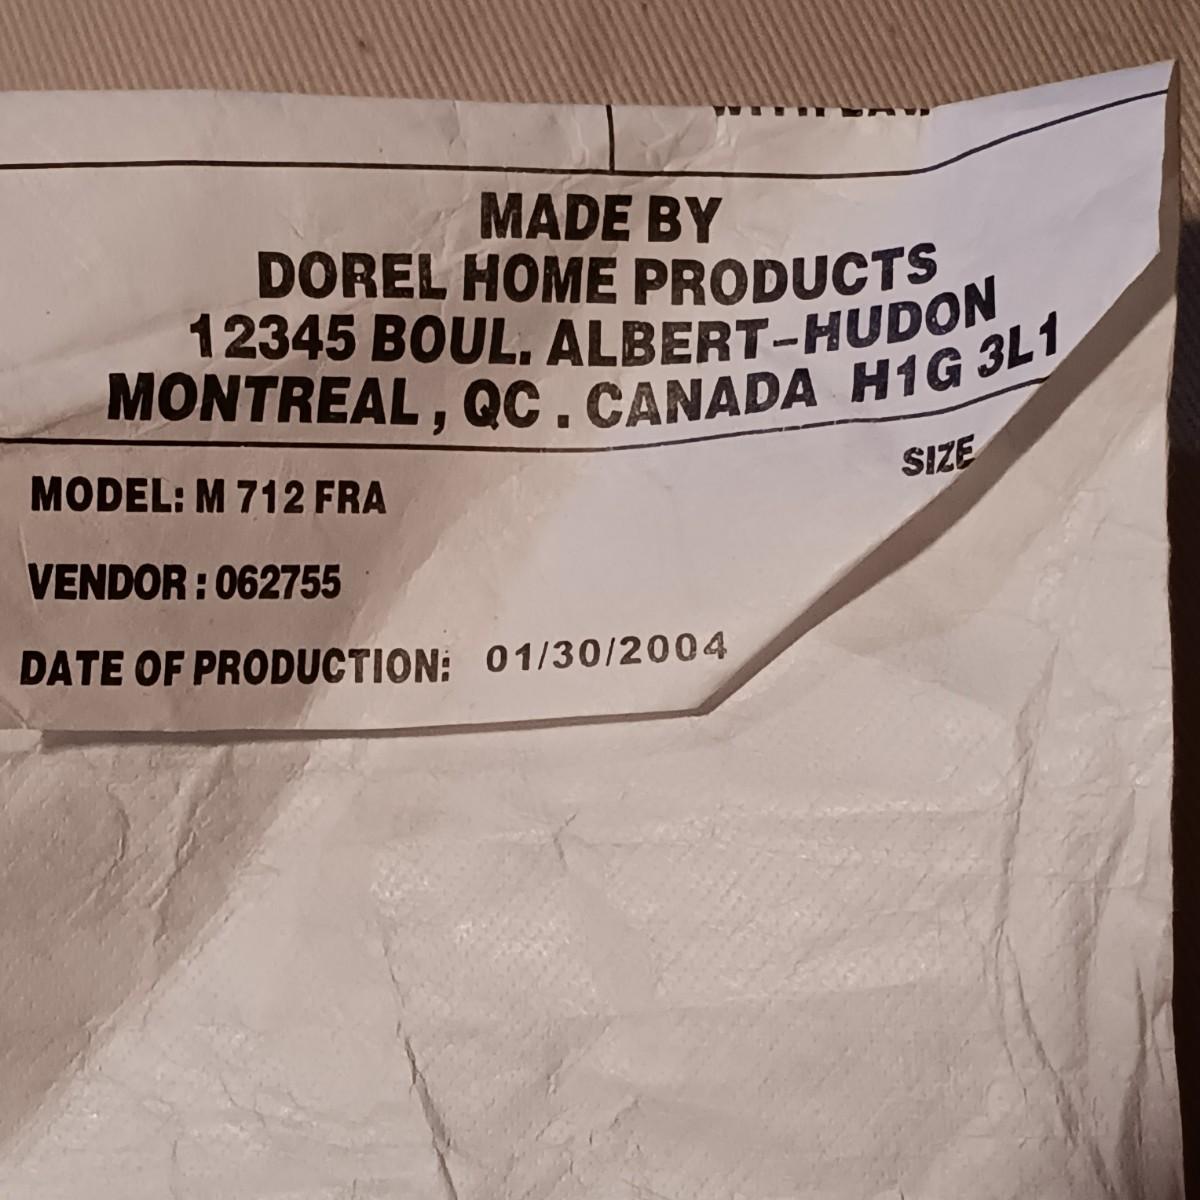 MADE BY
DOREL HOME PRODUCTS
12345 BOUL. ALBERT-HUDON
MONTREAL, QC . CANADA H1G 3L1
SIZE
MODEL: M 712 FRA
VENDOR : 062755
DATE OF PRODUCTION: 01/30/2004